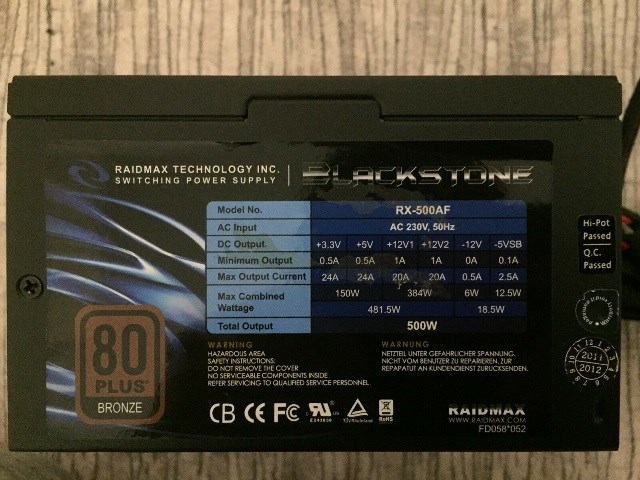 RAIDMAX TECHNOLOGY INC.
SWITCHING POWER SUPPLY
BLACKSTONE
Model No. RX-500AF
AC Input AC 230V, 50Hz
DC Output +3.3V +5V +12V1 +12V2 -12V -5VSB
Minimum Output 0.5A 0.5A 1A 1A 0A 0.1A
Max Output Current 24A 24A 20A 20A 0.5A 2.5A
Max Combined Wattage 150W 384W 6W 12.5W
481.5W 18.5W
Total Output 500W
Hi-Pot
Passed
Q.C.
Passed
80
PLUS
BRONZE
WARNING
HAZARDOUS AREA
SAFETY INSTRUCTIONS:
DO NOT REMOVE THE COVER
NO SERVICEABLE COMPONENTS INSIDE
REFER SERVICING TO QUALIFIED SERVICE PERSONNEL.
WARNUNG
NETZTEIL UNTER GEFAHRLICHER SPANNUNG.
NICHT VOM BENUTZER ZU REPARIEREN. ZUR
REPARATUR AN KUNDENDIENST ZURUCKSENDEN.
CB CE FC
TÜVRheinland
RoHS
RAIDMAX
WWW.RAIDMAX.COM
FD058*052
2011
2012